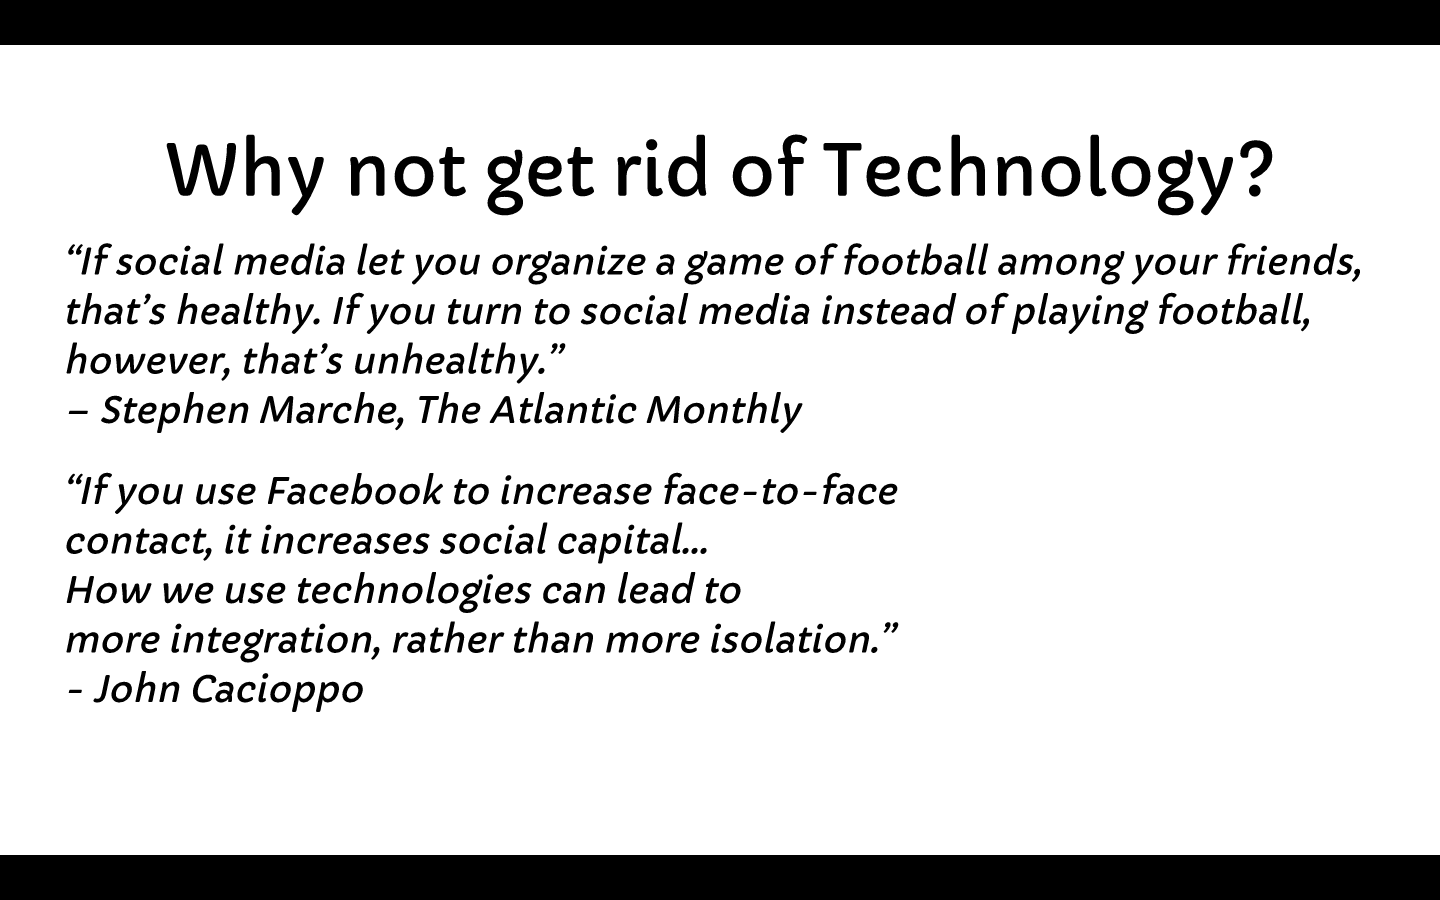 Why not get rid of Technology?
“If social media let you organize a game of football among your friends,
that’s healthy. If you turn to social media instead of playing football,
however, that’s unhealthy.”
– Stephen Marche, The Atlantic Monthly
“If you use Facebook to increase face-to-face
contact, it increases social capital...
How we use technologies can lead to
more integration, rather than more isolation.”
- John Cacioppo